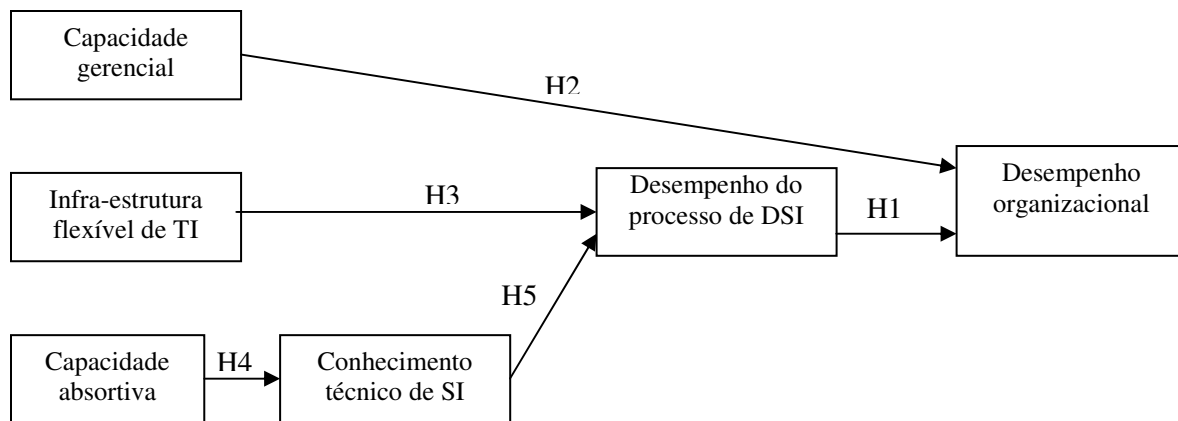 Capacidade
gerencial
H2
Infra-estrutura
flexível de TI
H3
Desempenho do
processo de DSI
H1
Desempenho
organizacional
H5
Capacidade
absortiva
H4
Conhecimento
técnico de SI